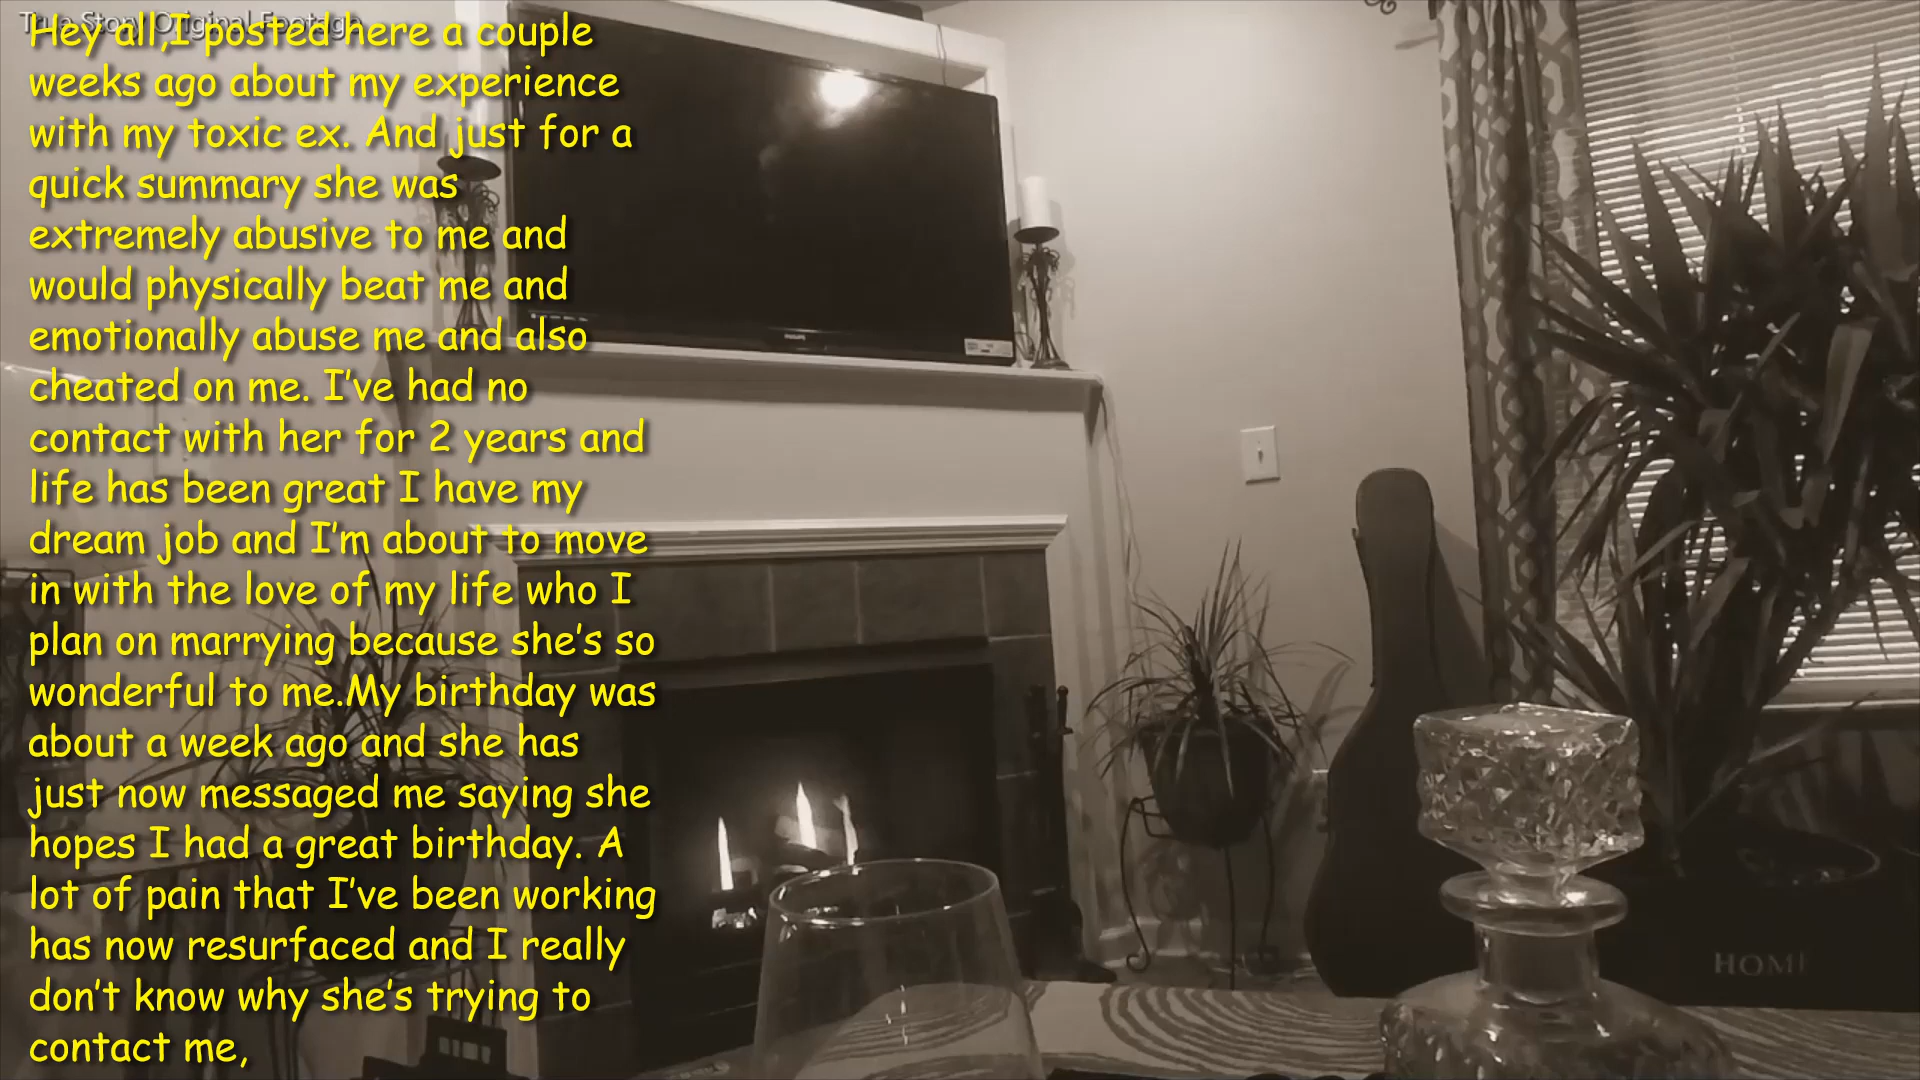 True Story Original Footage
Hey all,I posted here a couple
weeks ago about my experience
with my toxic ex. And just for a
quick summary she was
extremely abusive to me and
would physically beat me and
emotionally abuse me and also
cheated on me. I've had no
contact with her for 2 years and
life has been great I have my
dream job and I'm about to move
in with the love of my life who I
plan on marrying because she's so
wonderful to me.My birthday was
about a week ago and she has
just now messaged me saying she
hopes I had a great birthday. A
lot of pain that I've been working
has now resurfaced and I really
don't know why she's trying to
contact me,
PHILIPS
HOME